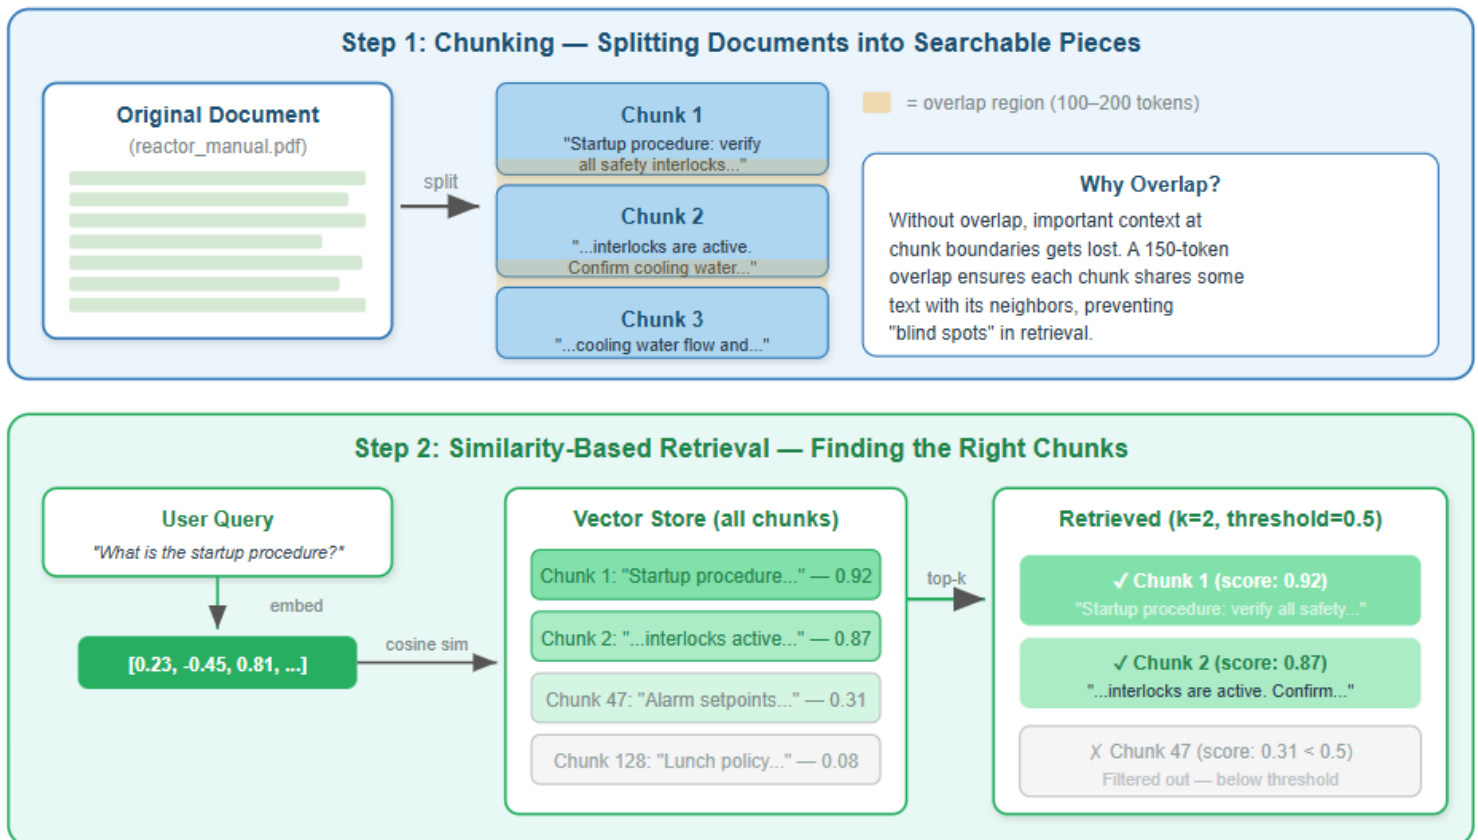 Step 1: Chunking — Splitting Documents into Searchable Pieces
Original Document
(reactor_manual.pdf)
split
Chunk 1
"Startup procedure: verify
all safety interlocks..."
Chunk 2
"...interlocks are active.
Confirm cooling water..."
Chunk 3
"...cooling water flow and..."
= overlap region (100–200 tokens)
Why Overlap?
Without overlap, important context at
chunk boundaries gets lost. A 150-token
overlap ensures each chunk shares some
text with its neighbors, preventing
"blind spots" in retrieval.
Step 2: Similarity-Based Retrieval — Finding the Right Chunks
User Query
"What is the startup procedure?"
embed
[0.23, -0.45, 0.81, ...]
cosine sim
Vector Store (all chunks)
Chunk 1: "Startup procedure..." — 0.92
Chunk 2: "...interlocks active..." — 0.87
Chunk 47: "Alarm setpoints..." — 0.31
Chunk 128: "Lunch policy..." — 0.08
top-k
Retrieved (k=2, threshold=0.5)
✓ Chunk 1 (score: 0.92)
"Startup procedure: verify all safety..."
✓ Chunk 2 (score: 0.87)
"...interlocks are active. Confirm..."
✗ Chunk 47 (score: 0.31 < 0.5)
Filtered out — below threshold